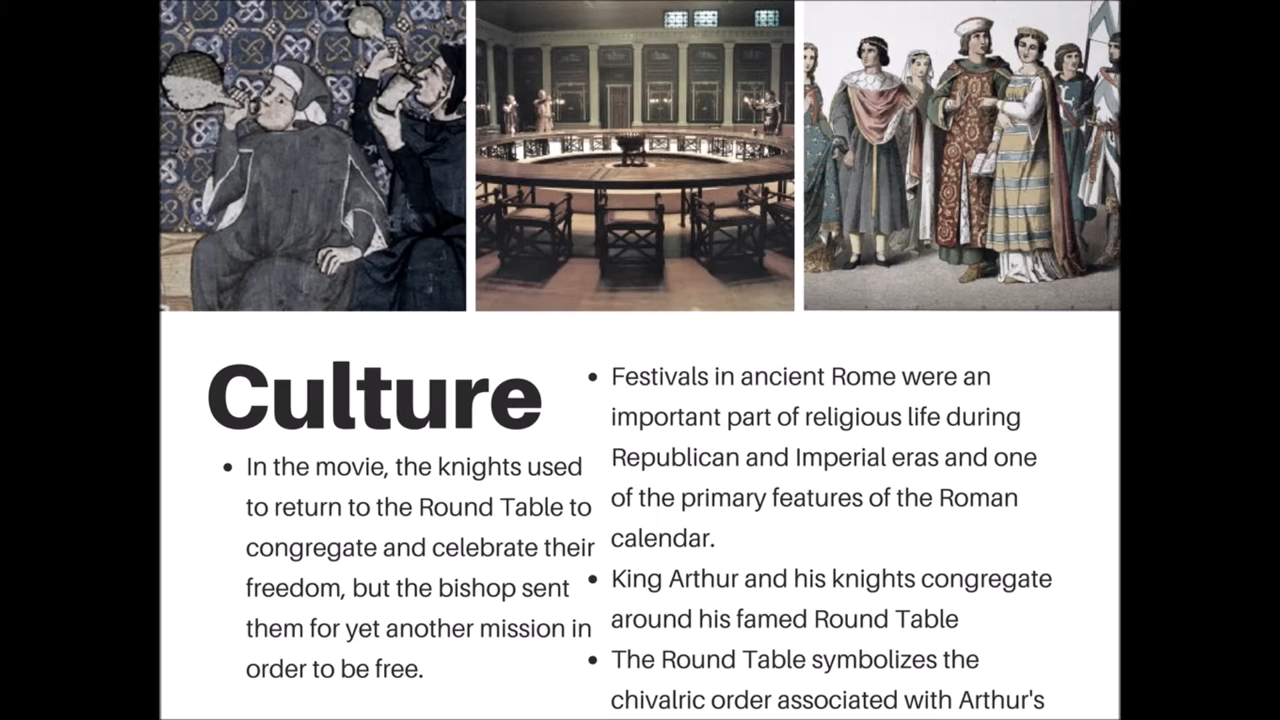 Culture
• In the movie, the knights used
to return to the Round Table to
congregate and celebrate their
freedom, but the bishop sent
them for yet another mission in
order to be free.
• Festivals in ancient Rome were an
important part of religious life during
Republican and Imperial eras and one
of the primary features of the Roman
calendar.
• King Arthur and his knights congregate
around his famed Round Table
• The Round Table symbolizes the
chivalric order associated with Arthur's